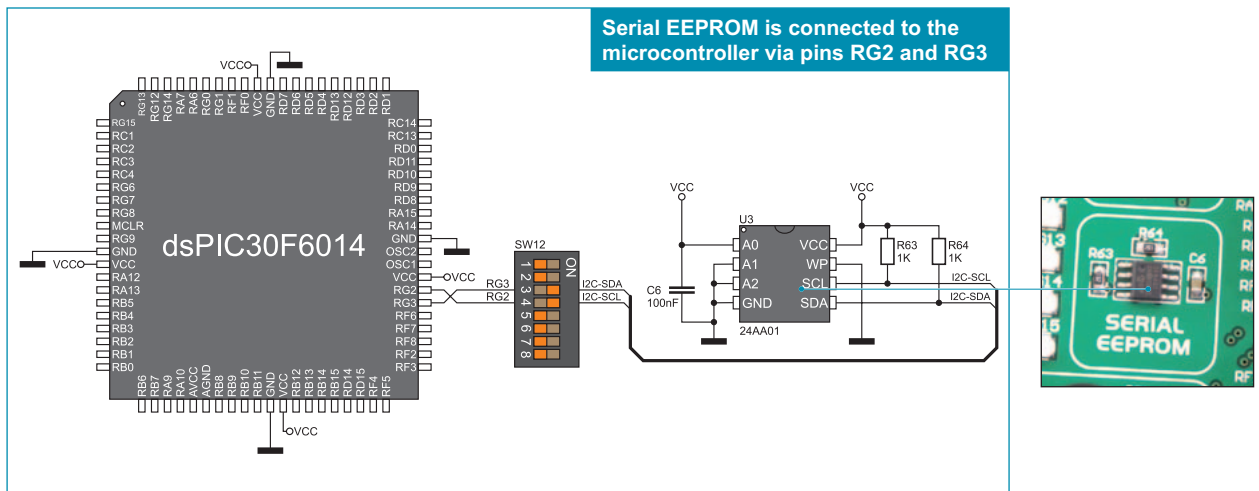 Serial EEPROM is connected to the
microcontroller via pins RG2 and RG3
VCC
RG13
RG12
RG14
RA7
RA6
RG0
RG1
RF1
RF0
VCC
GND
RD7
RD6
RD5
RD4
RD13
RD12
RD3
RD2
RD1
RG15
RC1
RC2
RC3
RC4
RG6
RG7
RG8
MCLR
RG9
GND
VCC
VCC
RA12
RA13
RB5
RB4
RB3
RB2
RB1
RB0
dsPIC30F6014
RC14
RC13
RD0
RD11
RD10
RD9
RD8
RA15
RA14
GND
OSC2
OSC1
VCC
VCC
RG2
RG3
RF6
RF7
RF8
RF2
RF3
RB6
RB7
RA9
RA10
AVCC
AGND
RB8
RB9
RB10
RB11
GND
VCC
RB12
RB13
RB14
RB15
RD14
RD15
RF4
RF5
VCC
RG3
RG2
SW12
ON
1
2
3
4
5
6
7
8
I2C-SDA
I2C-SCL
VCC
C6
100nF
U3
A0
A1
A2
GND
VCC
WP
SCL
SDA
24AA01
VCC
R63
1K
R64
1K
I2C-SCL
I2C-SDA
R64
R63
C6
SERIAL
EEPROM